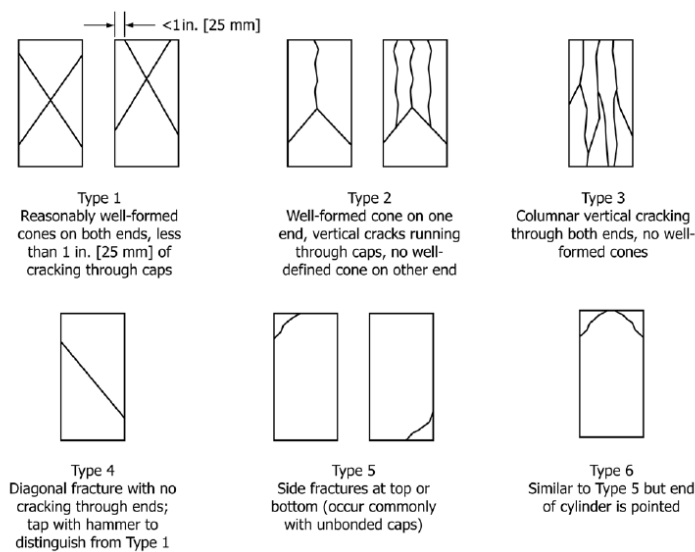 <1in. [25 mm]
Type 1
Reasonably well-formed
cones on both ends, less
than 1 in. [25 mm] of
cracking through caps
Type 2
Well-formed cone on one
end, vertical cracks running
through caps, no well-
defined cone on other end
Type 3
Columnar vertical cracking
through both ends, no well-
formed cones
Type 4
Diagonal fracture with no
cracking through ends;
tap with hammer to
distinguish from Type 1
Type 5
Side fractures at top or
bottom (occur commonly
with unbonded caps)
Type 6
Similar to Type 5 but end
of cylinder is pointed